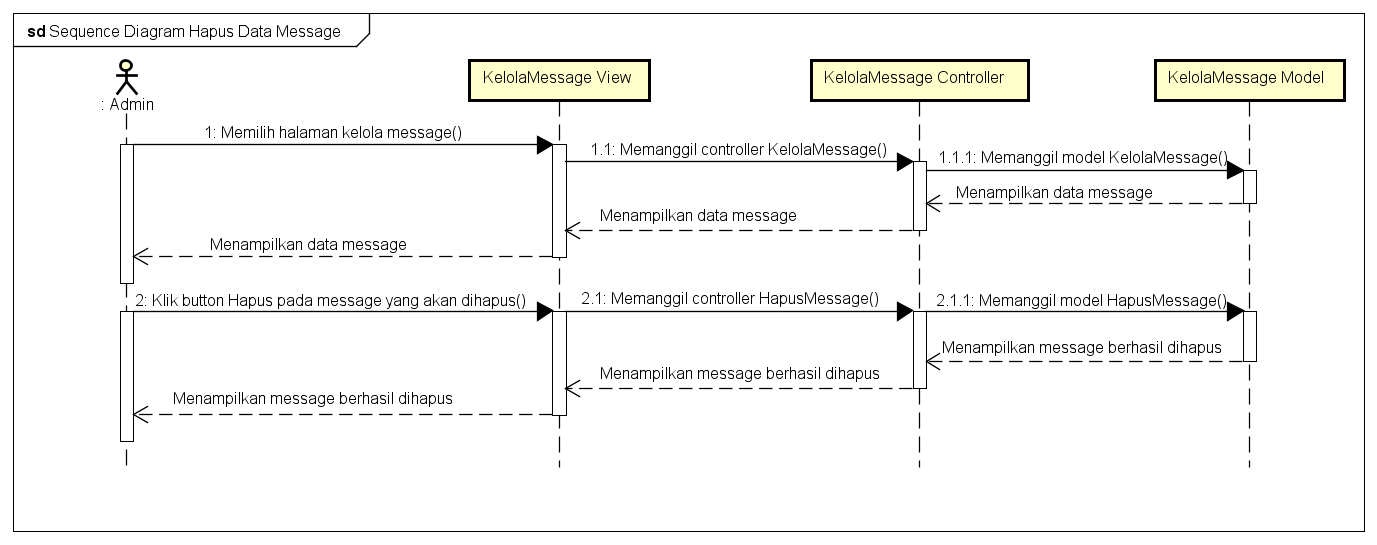 sd Sequence Diagram Hapus Data Message
: Admin
KelolaMessage View
KelolaMessage Controller
KelolaMessage Model
1: Memilih halaman kelola message()
1.1: Memanggil controller KelolaMessage()
1.1.1: Memanggil model KelolaMessage()
Menampilkan data message
Menampilkan data message
Menampilkan data message
2: Klik button Hapus pada message yang akan dihapus()
2.1: Memanggil controller HapusMessage()
2.1.1: Memanggil model HapusMessage()
Menampilkan message berhasil dihapus
Menampilkan message berhasil dihapus
Menampilkan message berhasil dihapus